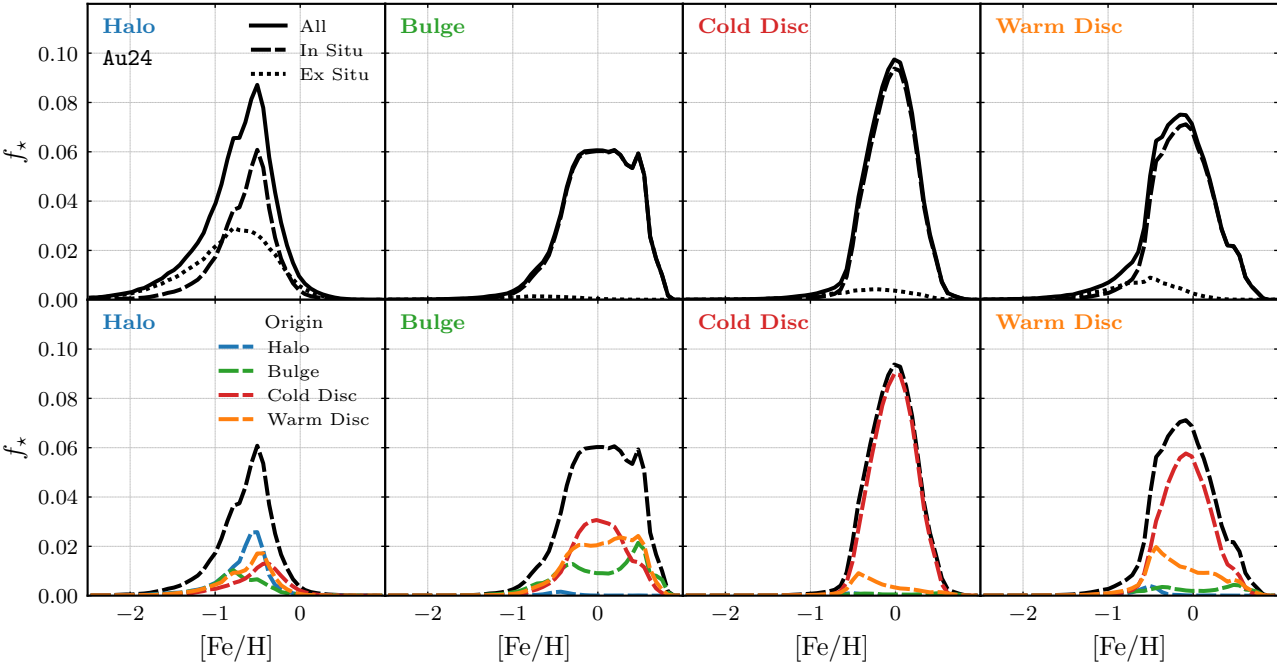 Halo
Au24
All
In Situ
Ex Situ
Bulge
Cold Disc
Warm Disc
0.10
0.08
0.06
0.04
0.02
0.00
f⋆
Halo
Origin
Halo
Bulge
Cold Disc
Warm Disc
Bulge
Cold Disc
Warm Disc
0.10
0.08
0.06
0.04
0.02
0.00
f⋆
−2 −1 0
−2 −1 0
−2 −1 0
−2 −1 0
[Fe/H]
[Fe/H]
[Fe/H]
[Fe/H]